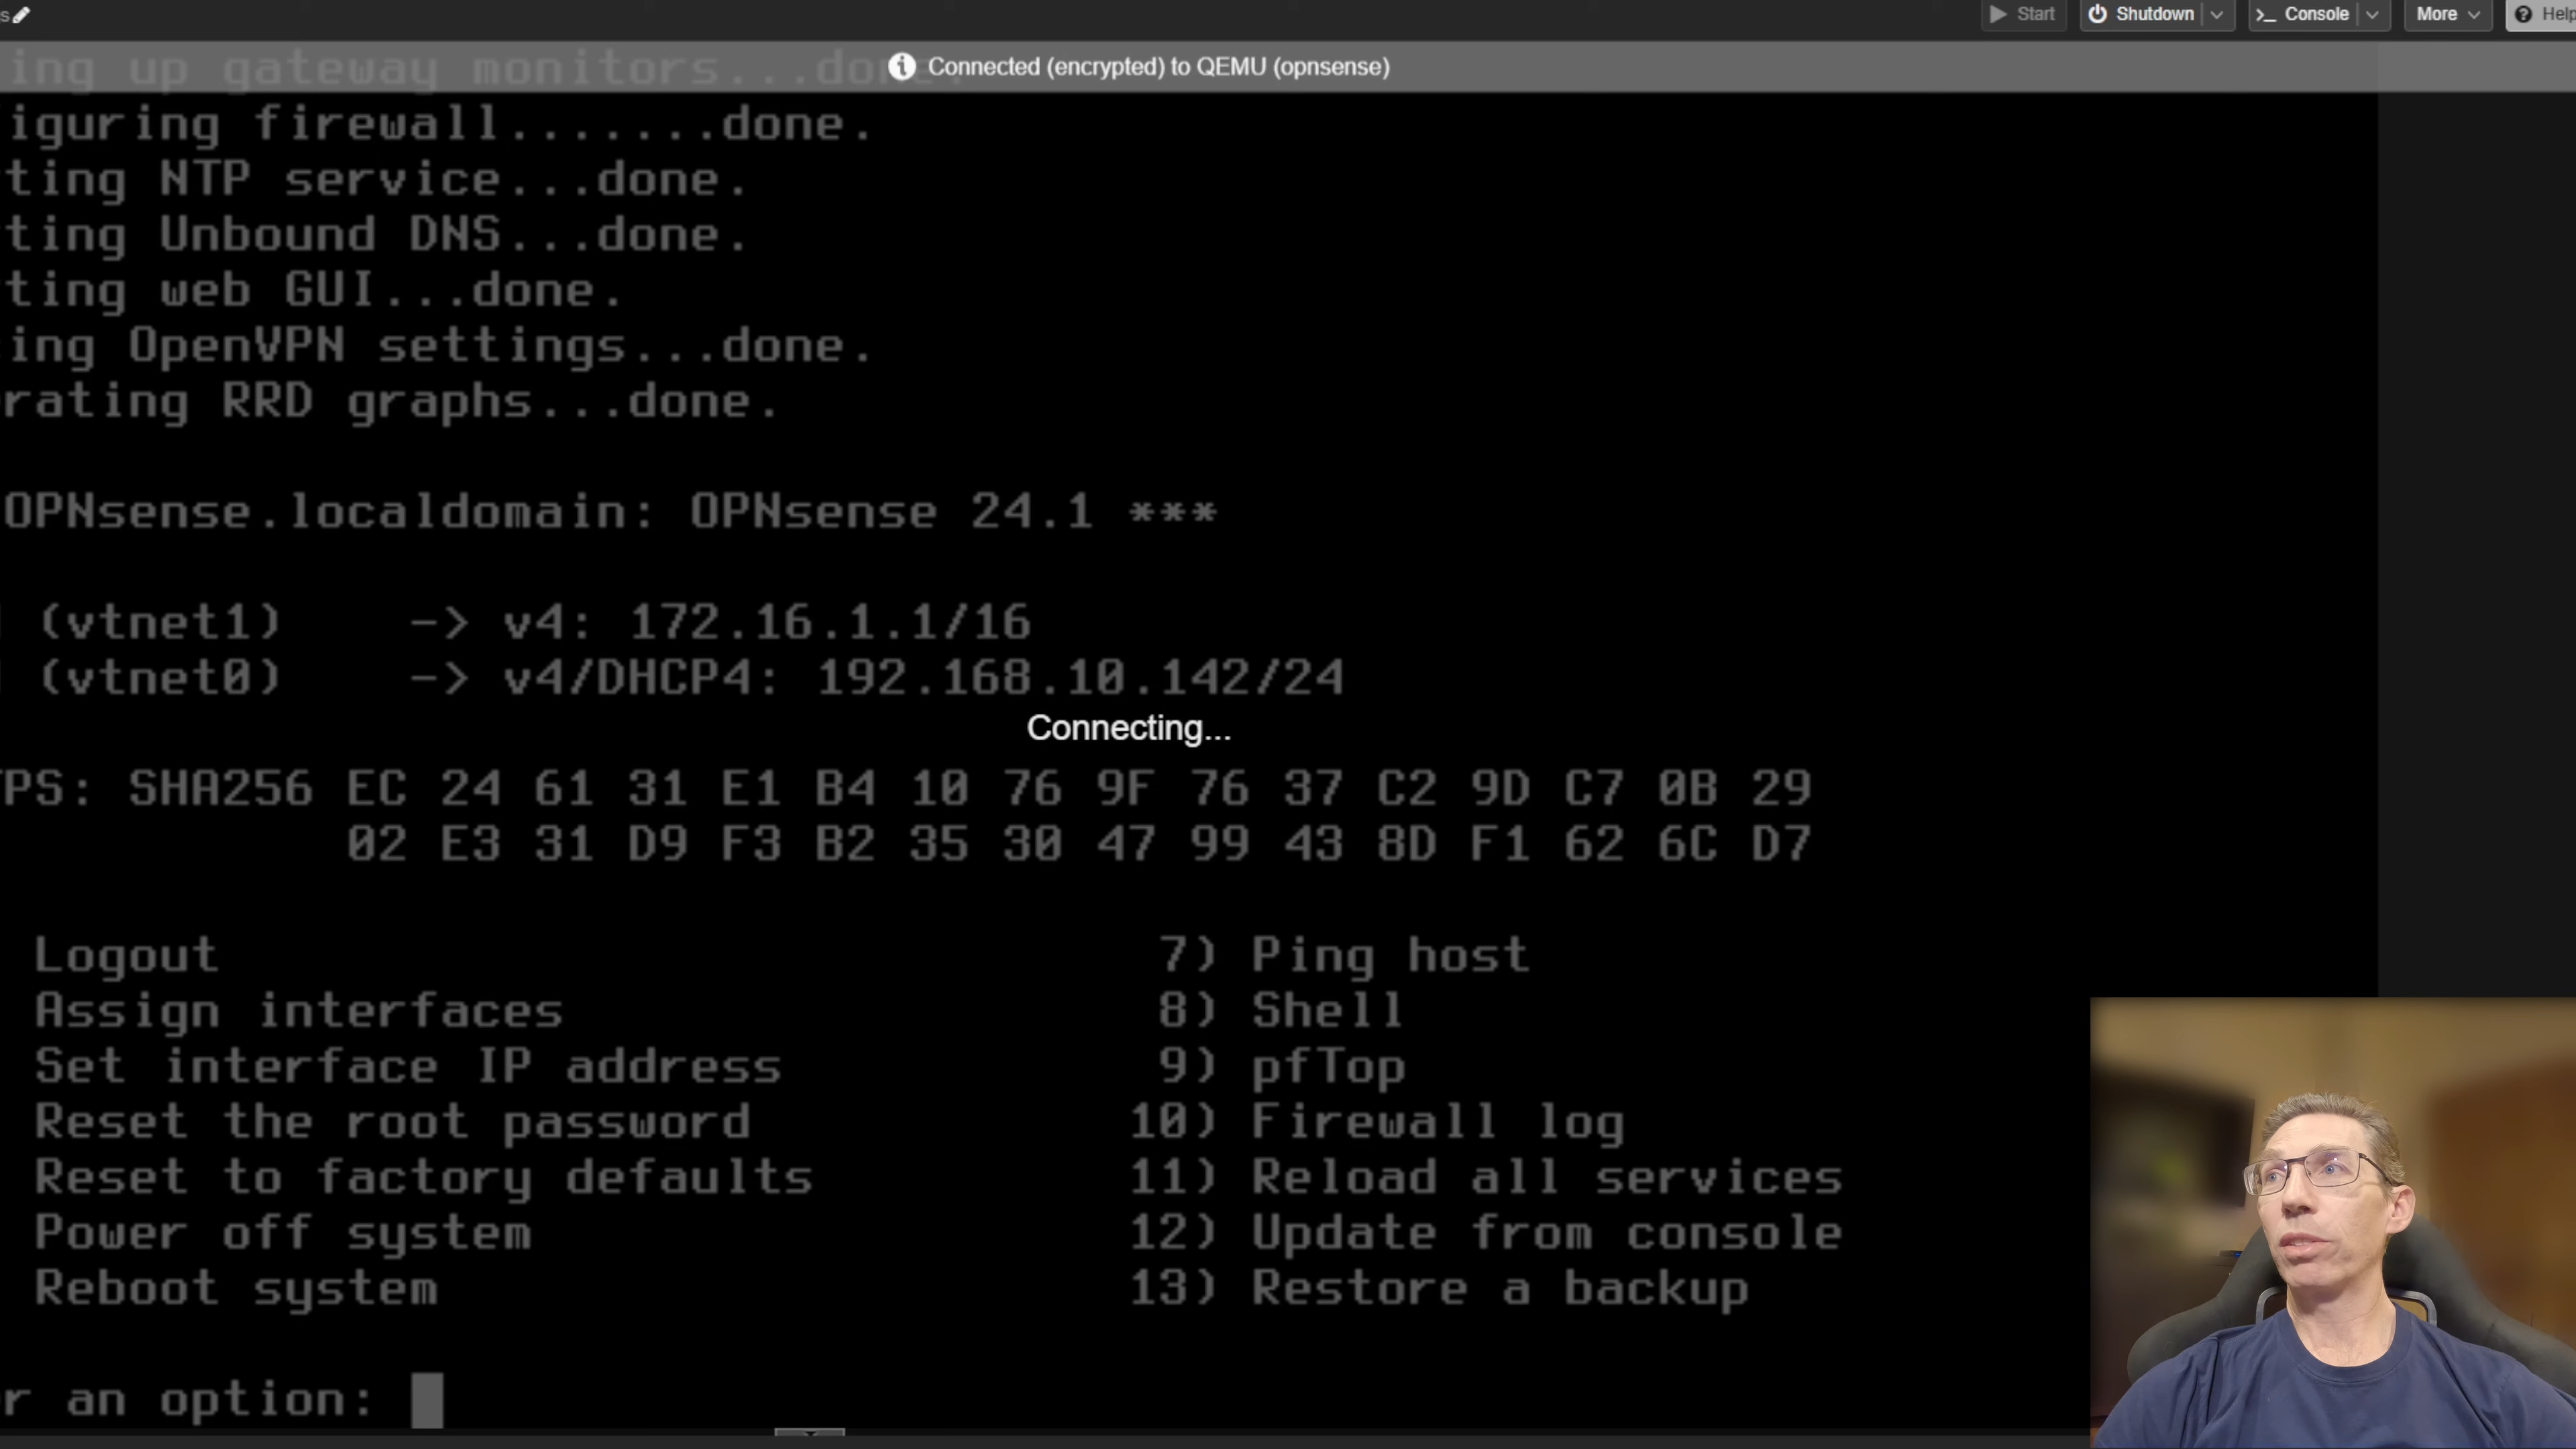 Start Shutdown Console More Help
Connected (encrypted) to QEMU (opnsense)
ing up gateway monitors...done.
iguring firewall.......done.
ting NTP service...done.
ting Unbound DNS...done.
ting web GUI...done.
ing OpenVPN settings...done.
rating RRD graphs...done.
OPNsense.localdomain: OPNsense 24.1 ***
(vtnet1) -> v4: 172.16.1.1/16
(vtnet0) -> v4/DHCP4: 192.168.10.142/24
Connecting...
PS: SHA256 EC 24 61 31 E1 B4 10 76 9F 76 37 C2 9D C7 0B 29
02 E3 31 D9 F3 B2 35 30 47 99 43 8D F1 62 6C D7
Logout 7) Ping host
Assign interfaces 8) Shell
Set interface IP address 9) pfTop
Reset the root password 10) Firewall log
Reset to factory defaults 11) Reload all services
Power off system 12) Update from console
Reboot system 13) Restore a backup
r an option: